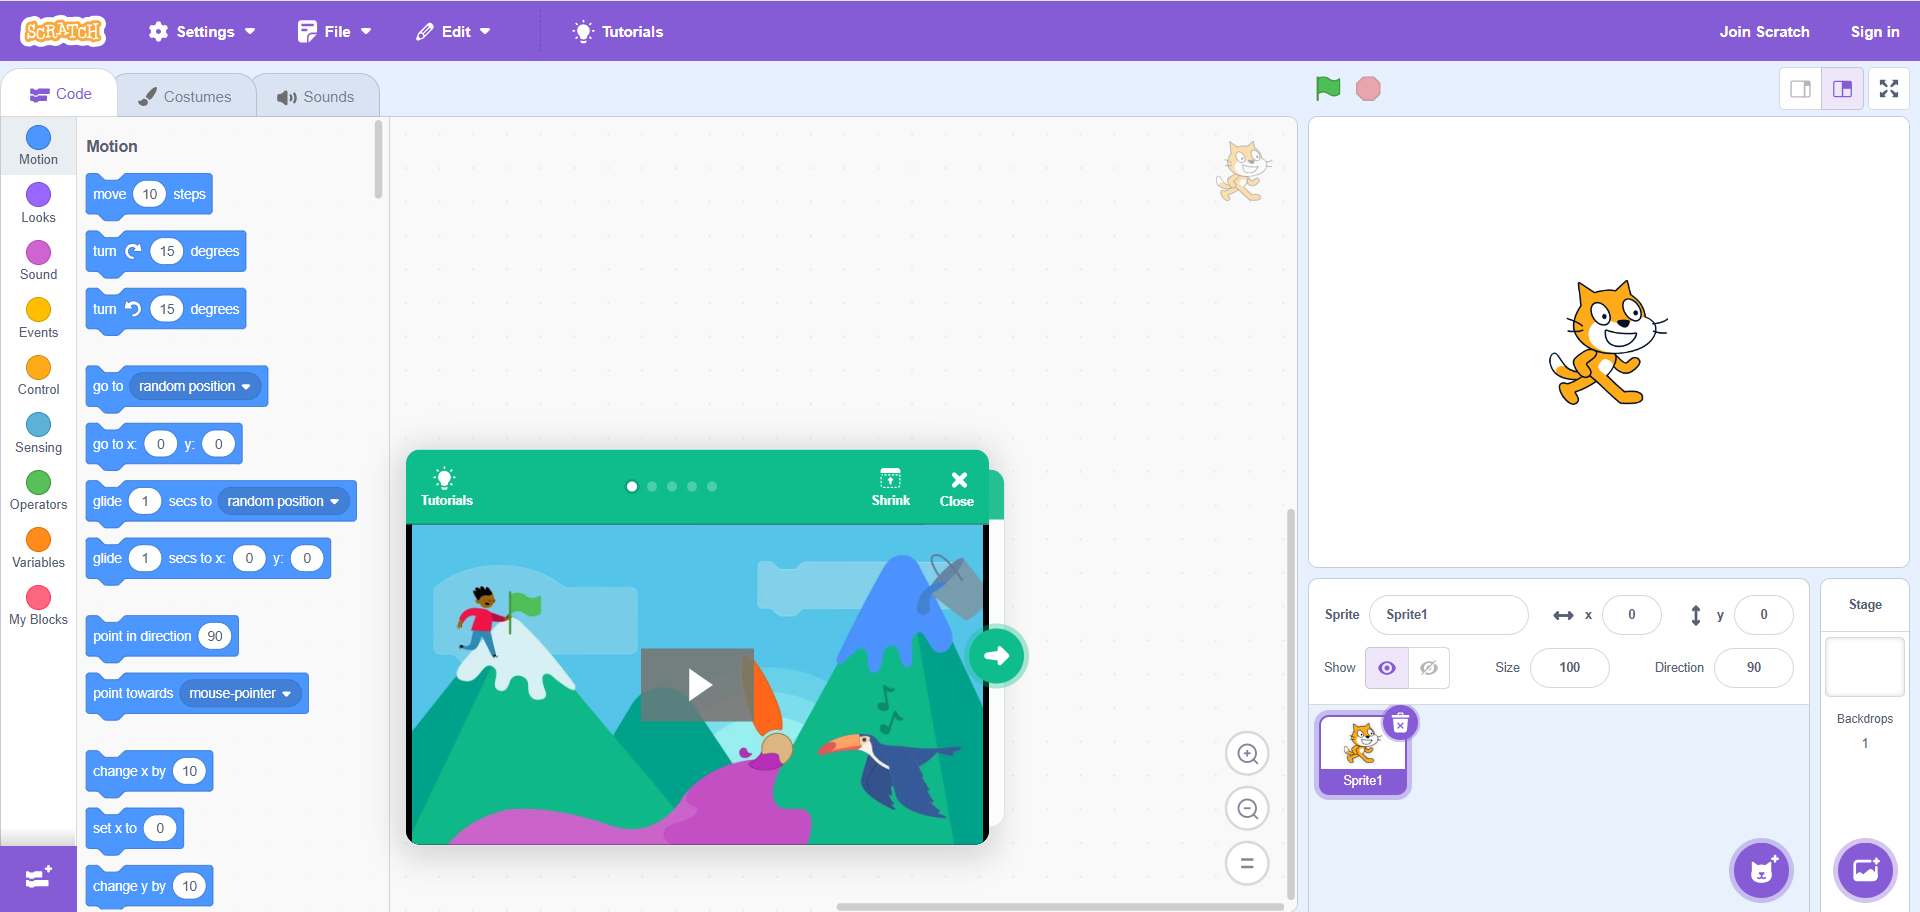 SCRATCH Settings File Edit Tutorials Join Scratch Sign in
Code Costumes Sounds
Motion
Looks
Sound
Events
Control
Sensing
Operators
Variables
My Blocks
Motion
move 10 steps
turn 15 degrees
turn 15 degrees
go to random position
go to x: 0 y: 0
glide 1 secs to random position
glide 1 secs to x: 0 y: 0
point in direction 90
point towards mouse-pointer
change x by 10
set x to 0
change y by 10
Tutorials Shrink Close
Sprite Sprite1 x 0 y 0
Show Size 100 Direction 90
Sprite1
Stage
Backdrops
1